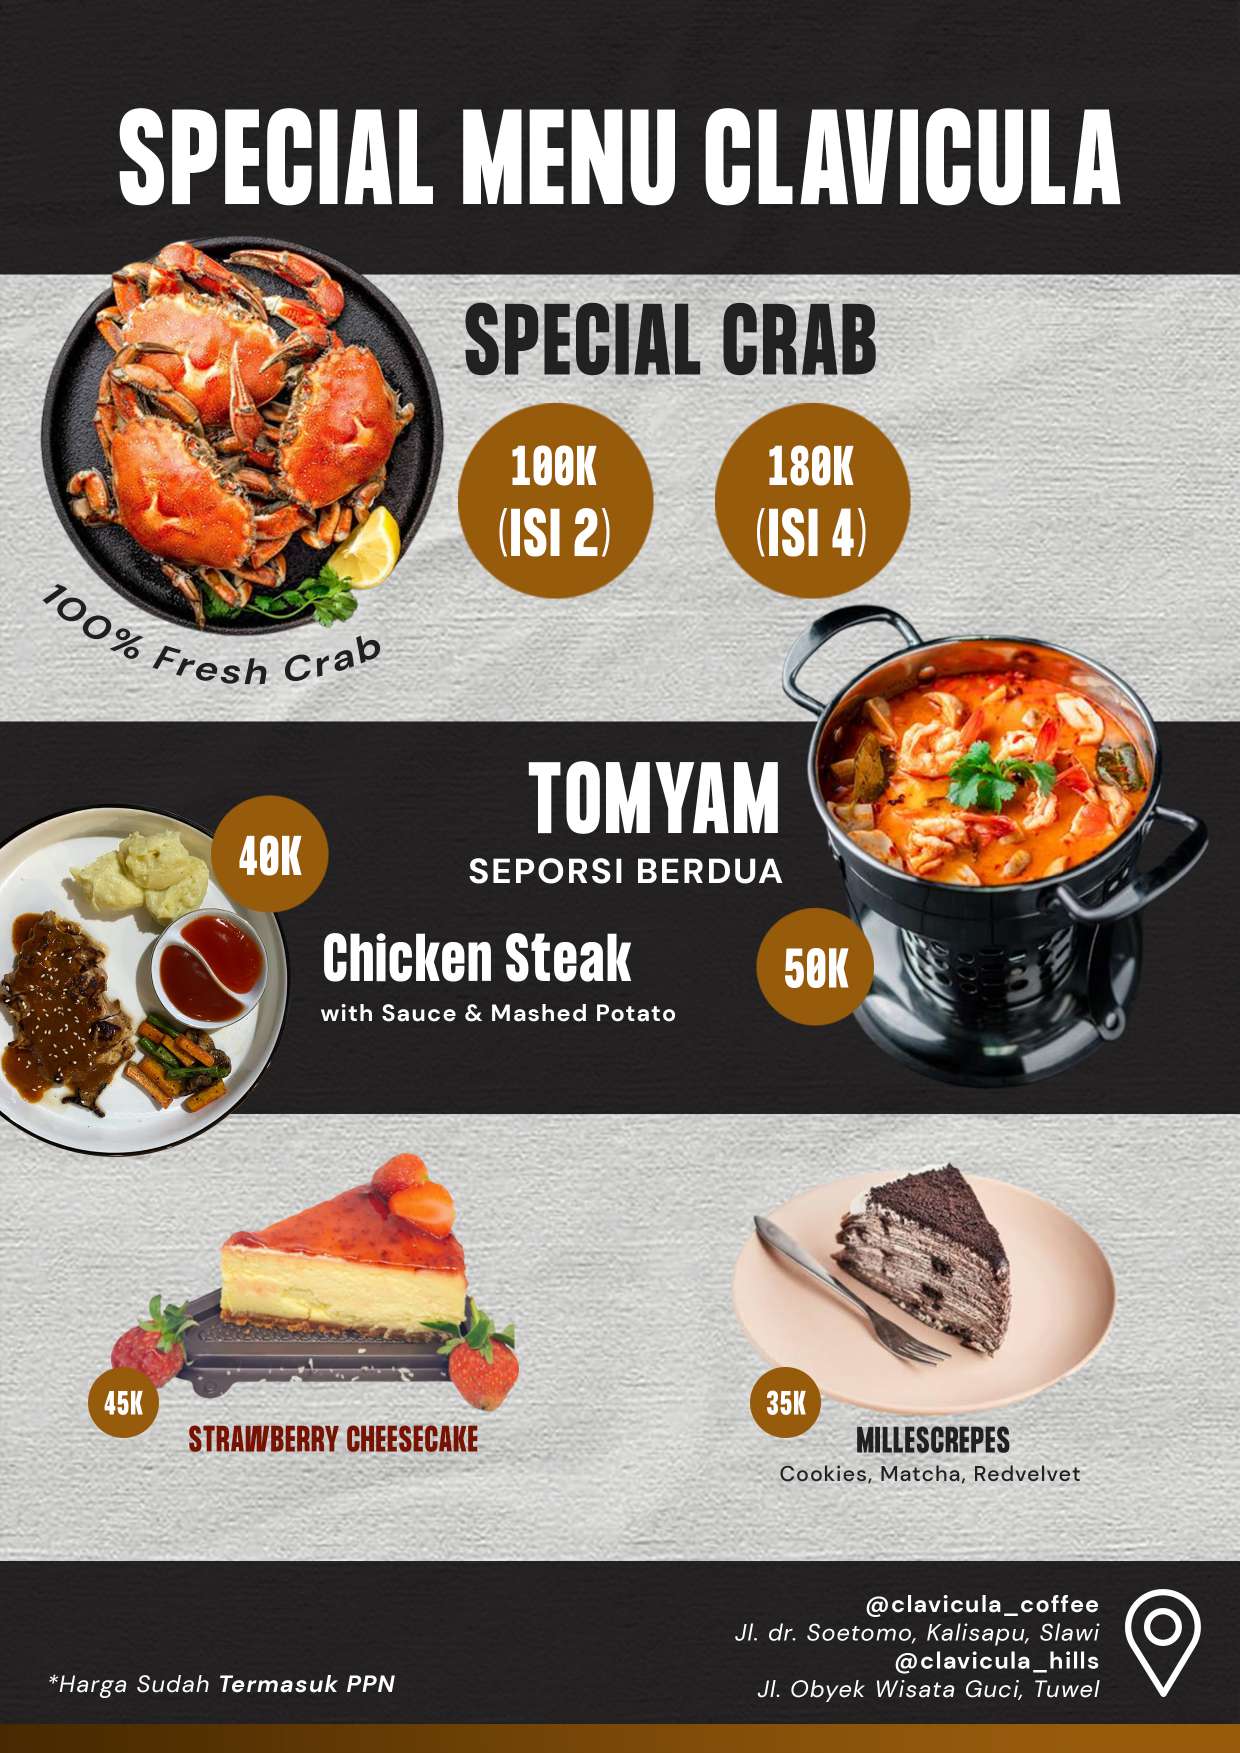 SPECIAL MENU CLAVICULA
SPECIAL CRAB
100K
(ISI 2)
180K
(ISI 4)
100% Fresh Crab
TOMYAM
SEPORSI BERDUA
50K
40K
Chicken Steak
with Sauce & Mashed Potato
45K
STRAWBERRY CHEESECAKE
35K
MILLESCREPES
Cookies, Matcha, Redvelvet
*Harga Sudah Termasuk PPN
@clavicula_coffee
Jl. dr. Soetomo, Kalisapu, Slawi
@clavicula_hills
Jl. Obyek Wisata Guci, Tuwel